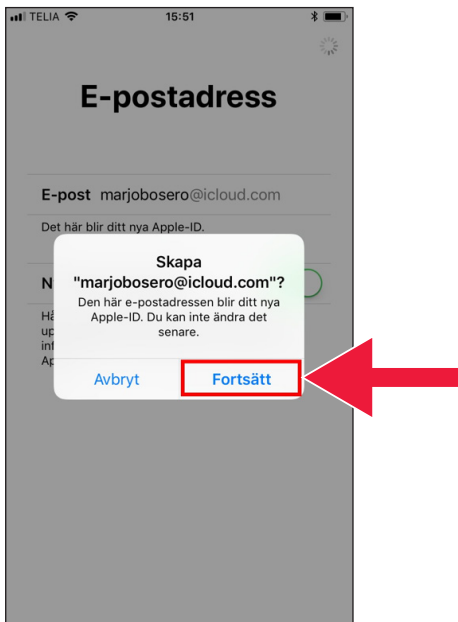 TELIA 15:51
E-postadress
E-post marjobosero@icloud.com
Det här blir ditt nya Apple-ID.
Skapa
"marjobosero@icloud.com"?
Den här e-postadressen blir ditt nya
Apple-ID. Du kan inte ändra det
senare.
Avbryt Fortsätt